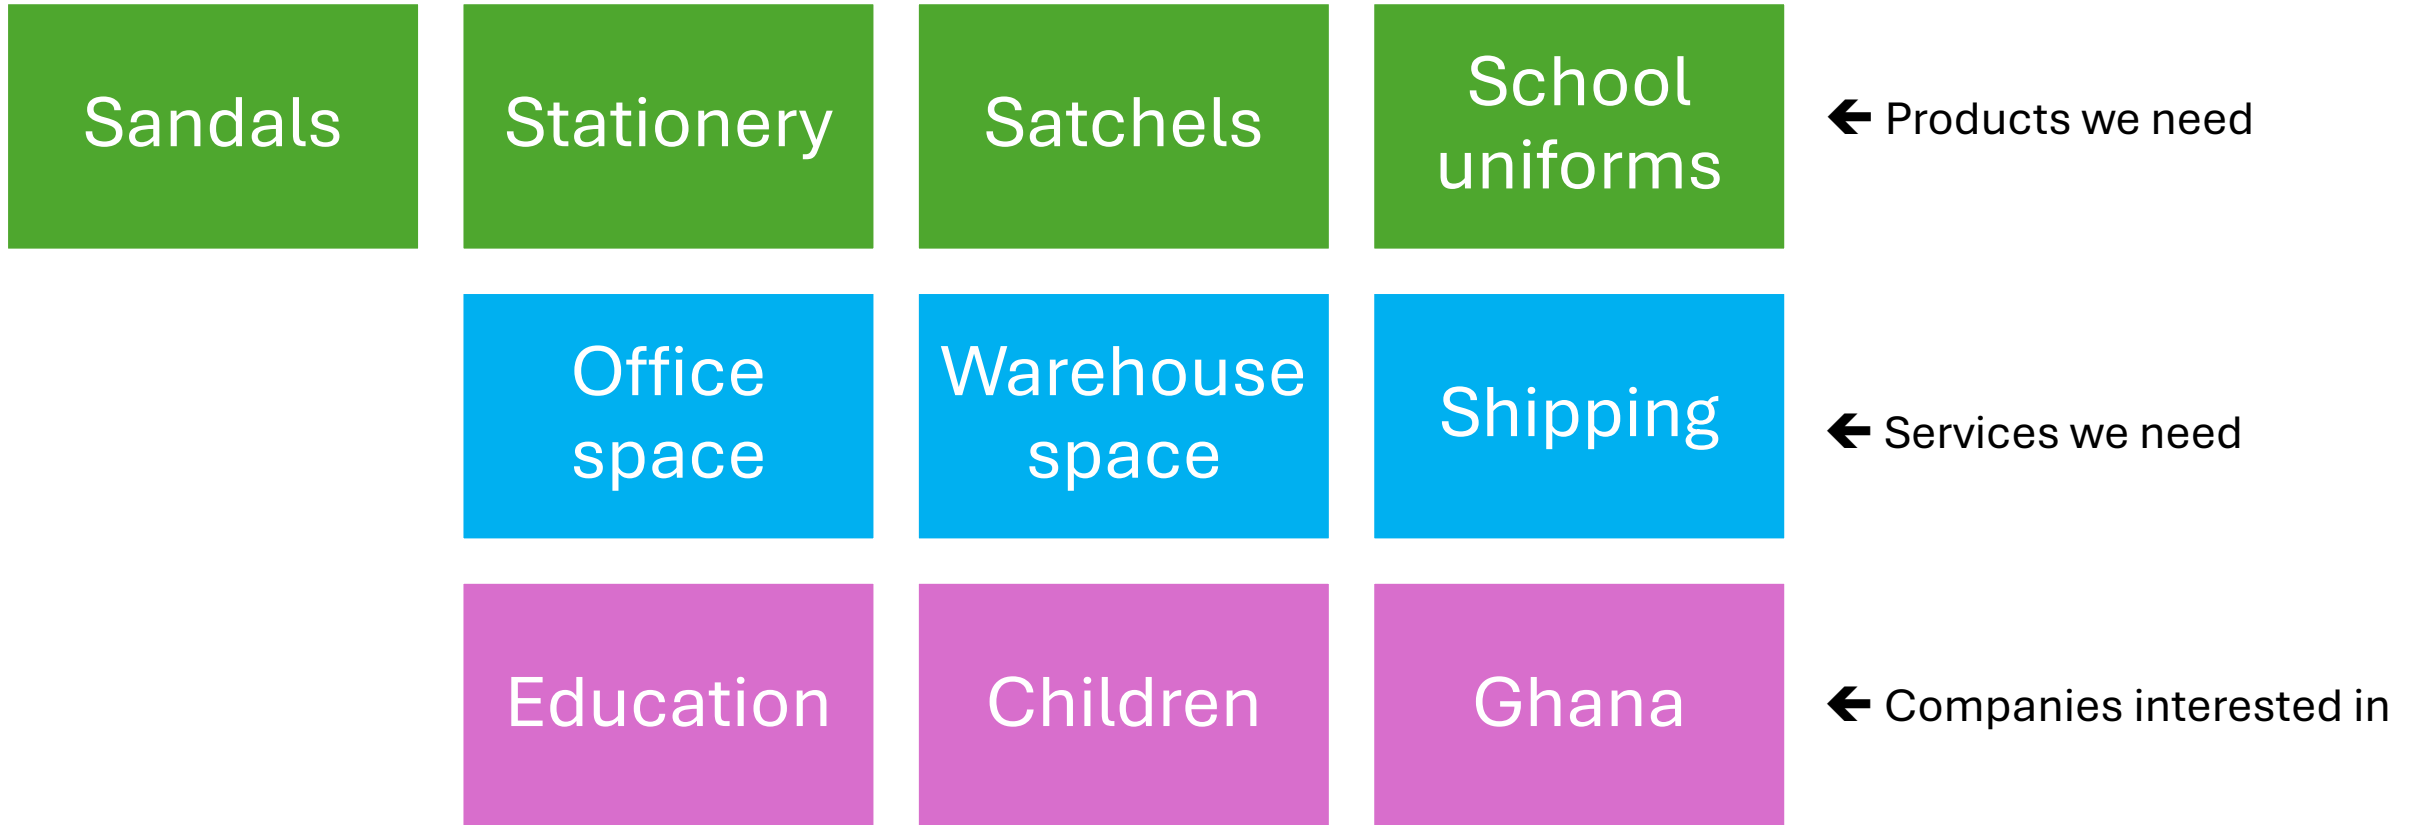 Sandals
Stationery
Satchels
School
uniforms
← Products we need
Office
space
Warehouse
space
Shipping
← Services we need
Education
Children
Ghana
← Companies interested in